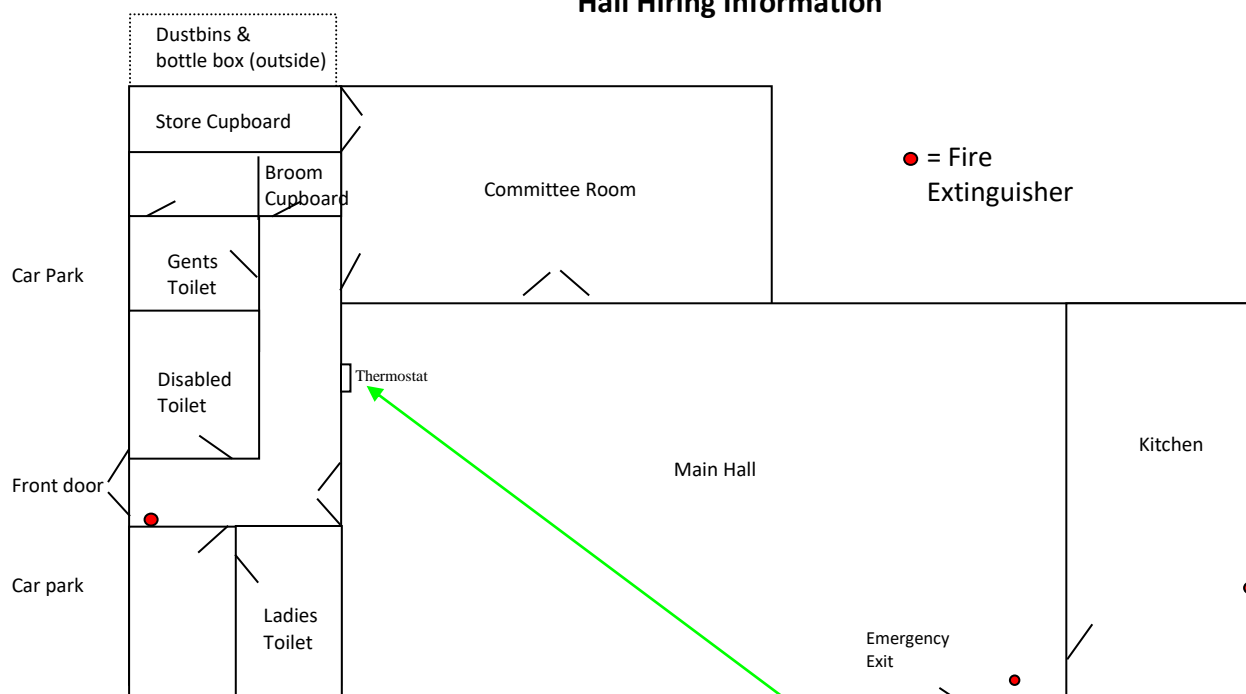 Hall Hiring Information
Dustbins &
bottle box (outside)
Store Cupboard
Broom
Cupboard
Committee Room
= Fire
Extinguisher
Car Park
Gents
Toilet
Thermostat
Disabled
Toilet
Kitchen
Main Hall
Front door
Car park
Ladies
Toilet
Emergency
Exit